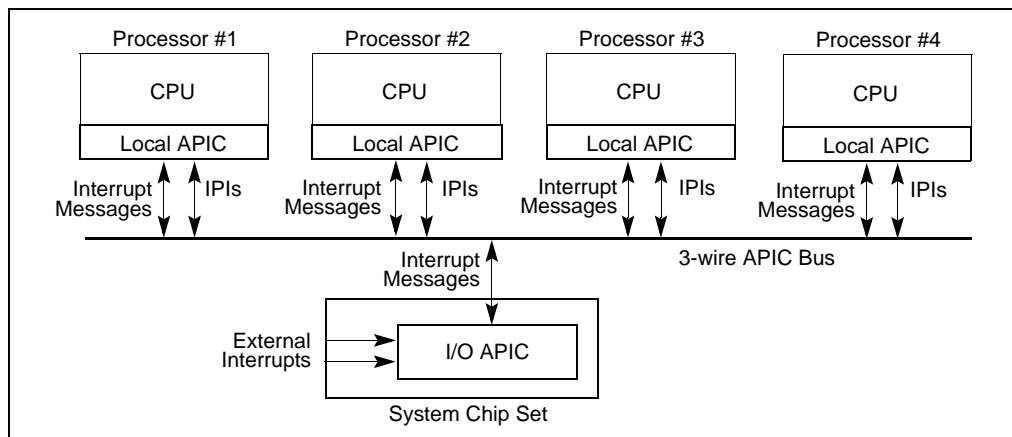 Processor #1
Processor #2
Processor #3
Processor #4
CPU
CPU
CPU
CPU
Local APIC
Local APIC
Local APIC
Local APIC
Interrupt
Messages
IPIs
Interrupt
Messages
IPIs
Interrupt
Messages
IPIs
Interrupt
Messages
IPIs
3-wire APIC Bus
Interrupt
Messages
External
Interrupts
I/O APIC
System Chip Set